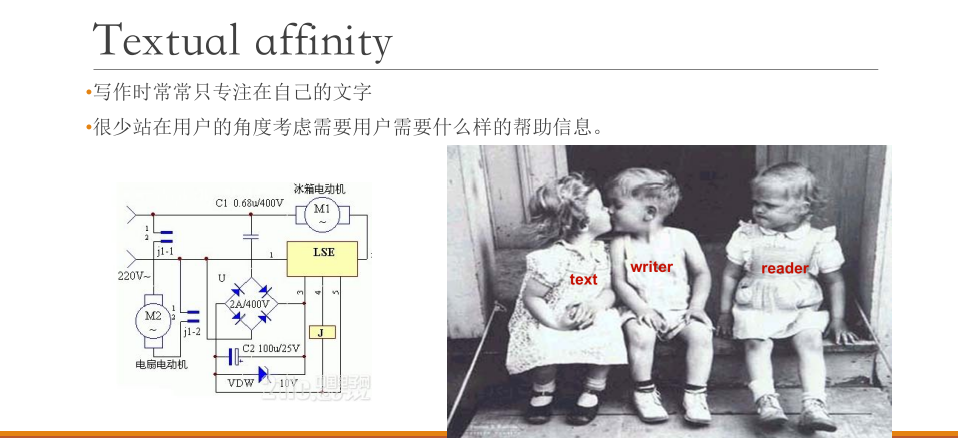 Textual affinity
•写作时常常只专注在自己的文字
•很少站在用户的角度考虑需要用户需要什么样的帮助信息。
冰箱电动机
C1 0.68u/400V
M1
~
1
2
j1-1
1
LSE
220V~
U
3
4
5
2A/400V
M2
~
1
2
j1-2
J
C2 100u/25V
+
电扇电动机
VDW
10V
text
writer
reader